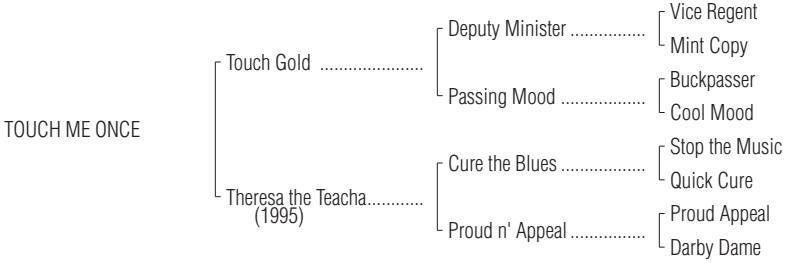 Vice Regent
Deputy Minister ................
Mint Copy
Touch Gold ......................
Buckpasser
Passing Mood ..................
Cool Mood
TOUCH ME ONCE
Stop the Music
Cure the Blues ..................
Quick Cure
Theresa the Teacha............
(1995)
Proud Appeal
Proud n' Appeal ................
Darby Dame